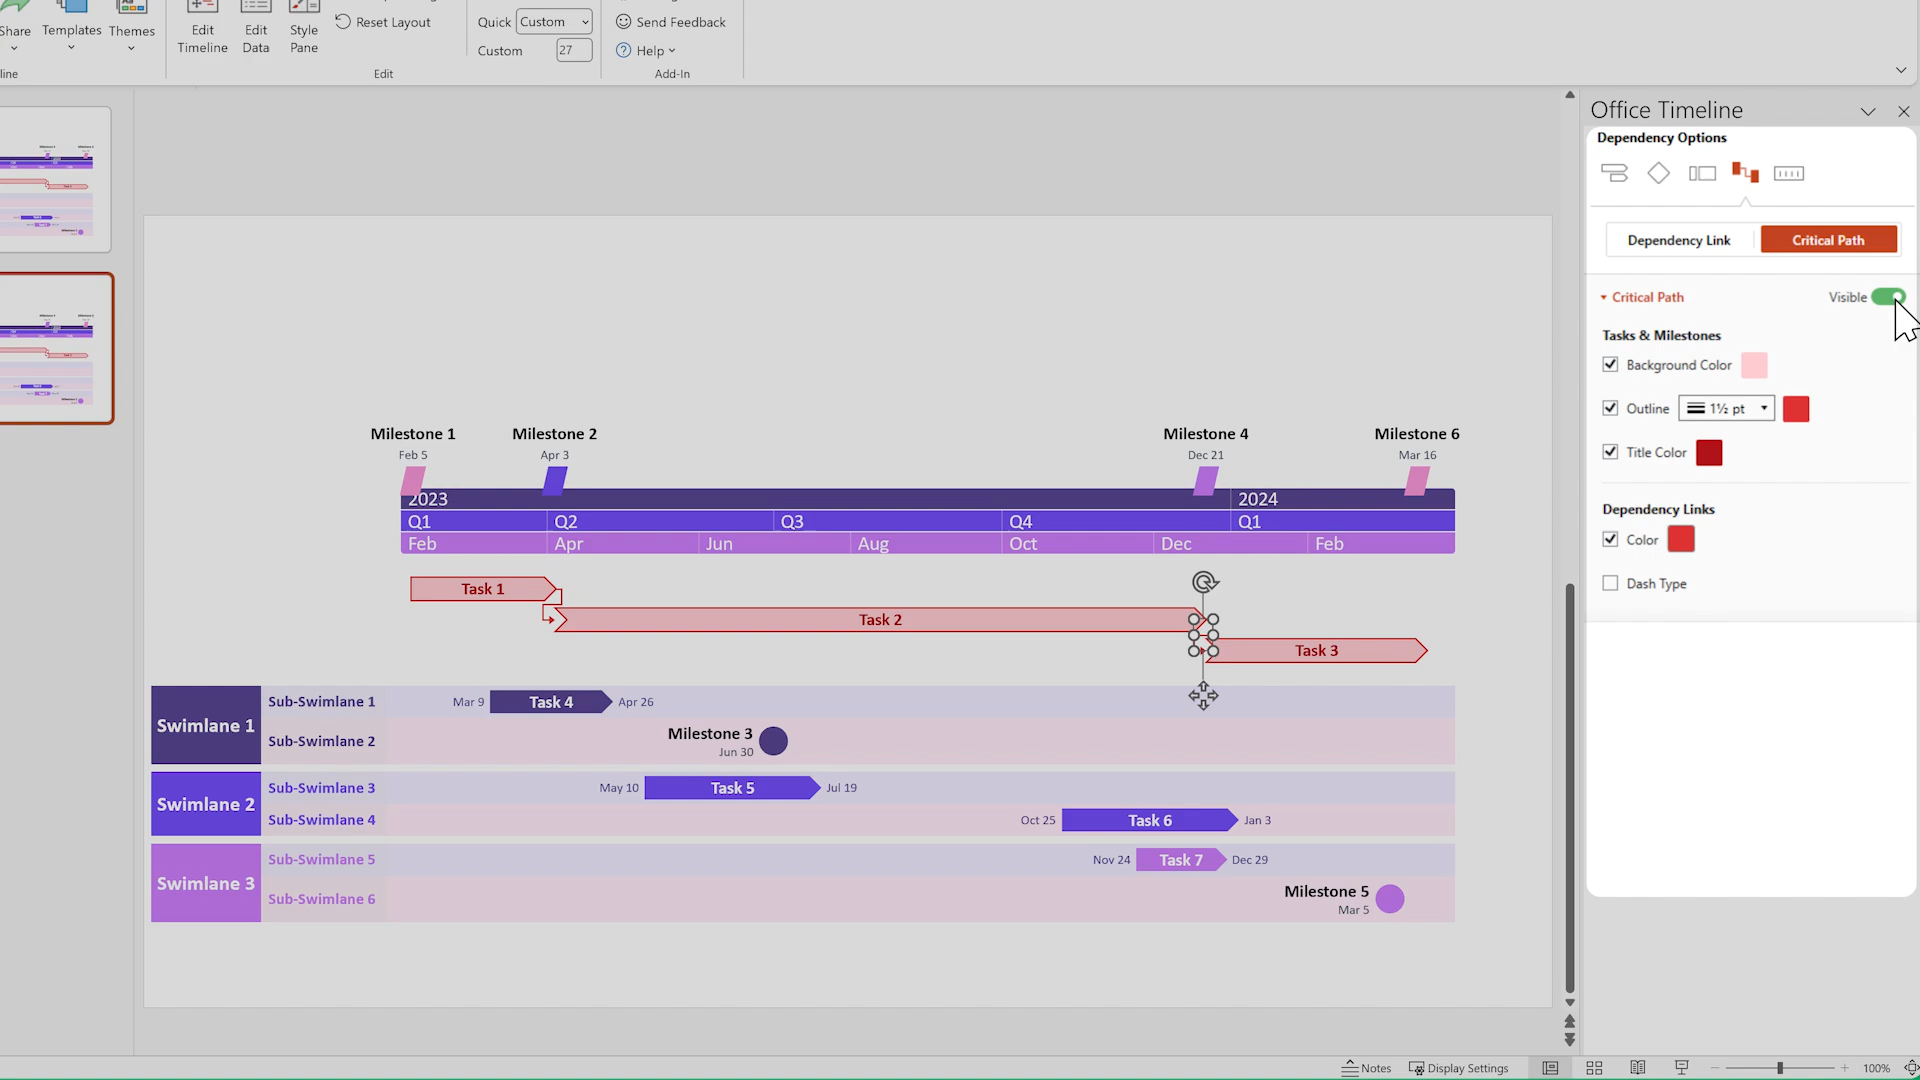 Share
Templates
Themes
Edit Timeline
Edit Data
Style Pane
Reset Layout
Quick Custom
Custom 27
Send Feedback
Help
line
Edit
Add-In
Office Timeline
Dependency Options
Dependency Link
Critical Path
Critical Path
Visible
Tasks & Milestones
Background Color
Outline 1½ pt
Title Color
Dependency Links
Color
Dash Type
Milestone 1
Feb 5
Milestone 2
Apr 3
Milestone 4
Dec 21
Milestone 6
Mar 16
2023 2024
Q1 Q2 Q3 Q4 Q1
Feb Apr Jun Aug Oct Dec Feb
Task 1
Task 2
Task 3
Swimlane 1
Sub-Swimlane 1
Mar 9 Task 4 Apr 26
Sub-Swimlane 2
Milestone 3
Jun 30
Swimlane 2
Sub-Swimlane 3
May 10 Task 5 Jul 19
Sub-Swimlane 4
Oct 25 Task 6 Jan 3
Swimlane 3
Sub-Swimlane 5
Nov 24 Task 7 Dec 29
Sub-Swimlane 6
Milestone 5
Mar 5
Notes
Display Settings
100%